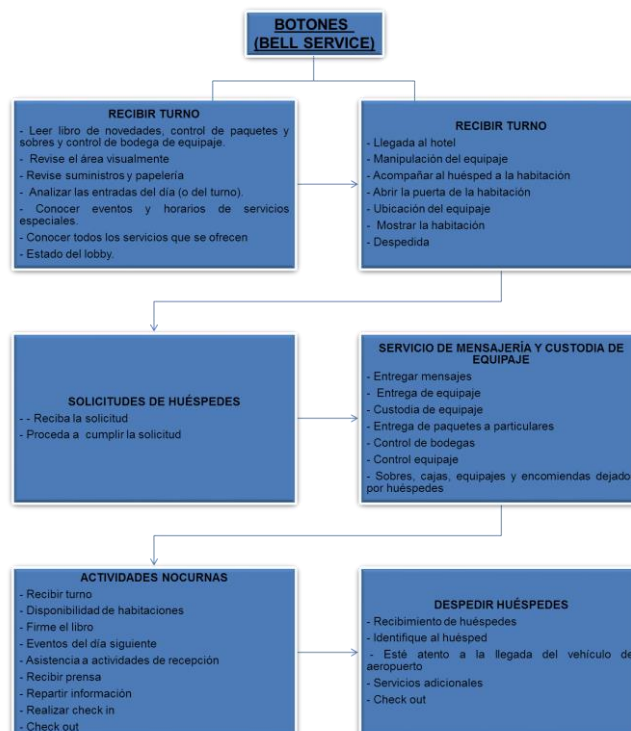 BOTONES
(BELL SERVICE)
RECIBIR TURNO
- Leer libro de novedades, control de paquetes y
sobres y control de bodega de equipaje.
- Revise el área visualmente
- Revise suministros y papelería
- Analizar las entradas del día (o del turno).
- Conocer eventos y horarios de servicios
especiales.
- Conocer todos los servicios que se ofrecen
- Estado del lobby.
RECIBIR TURNO
- Llegada al hotel
- Manipulación del equipaje
- Acompañar al huésped a la habitación
- Abrir la puerta de la habitación
- Ubicación del equipaje
- Mostrar la habitación
- Despedida
SOLICITUDES DE HUÉSPEDES
- - Reciba la solicitud
- Proceda a cumplir la solicitud
SERVICIO DE MENSAJERÍA Y CUSTODIA DE
EQUIPAJE
- Entregar mensajes
- Entrega de equipaje
- Custodia de equipaje
- Entrega de paquetes a particulares
- Control de bodegas
- Control equipaje
- Sobres, cajas, equipajes y encomiendas dejado
por huéspedes
ACTIVIDADES NOCURNAS
- Recibir turno
- Disponibilidad de habitaciones
- Firme el libro
- Eventos del día siguiente
- Asistencia a actividades de recepción
- Recibir prensa
- Repartir información
- Realizar check in
- Check out
DESPEDIR HUÉSPEDES
- Recibimiento de huéspedes
- Identifique al huésped
- Esté atento a la llegada del vehículo de
aeropuerto
- Servicios adicionales
- Check out